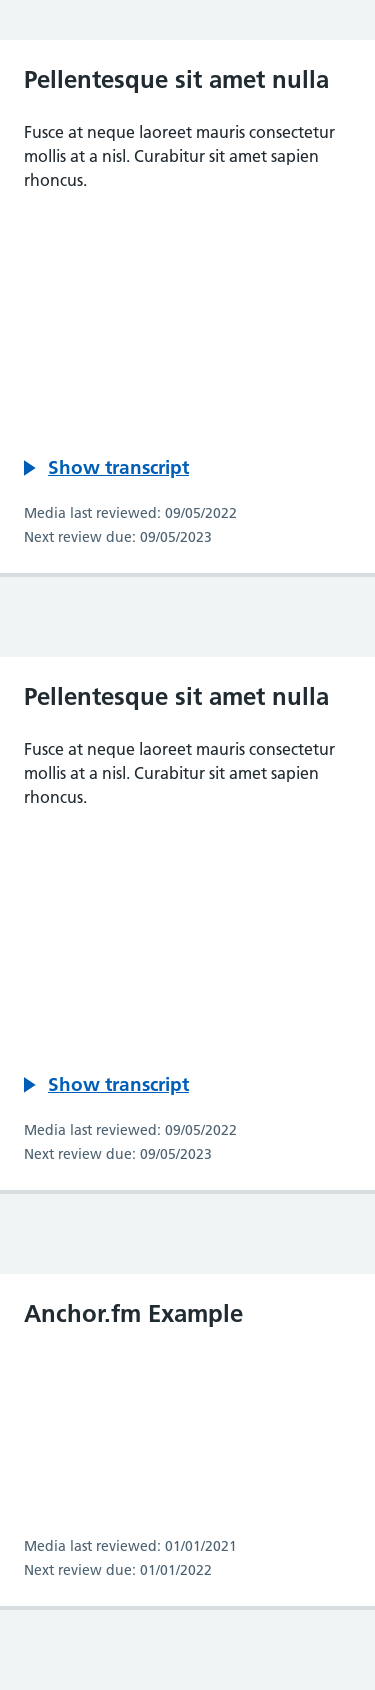 Pellentesque sit amet nulla
Fusce at neque laoreet mauris consectetur
mollis at a nisl. Curabitur sit amet sapien
rhoncus.
Show transcript
Media last reviewed: 09/05/2022
Next review due: 09/05/2023
Pellentesque sit amet nulla
Fusce at neque laoreet mauris consectetur
mollis at a nisl. Curabitur sit amet sapien
rhoncus.
Show transcript
Media last reviewed: 09/05/2022
Next review due: 09/05/2023
Anchor.fm Example
Media last reviewed: 01/01/2021
Next review due: 01/01/2022